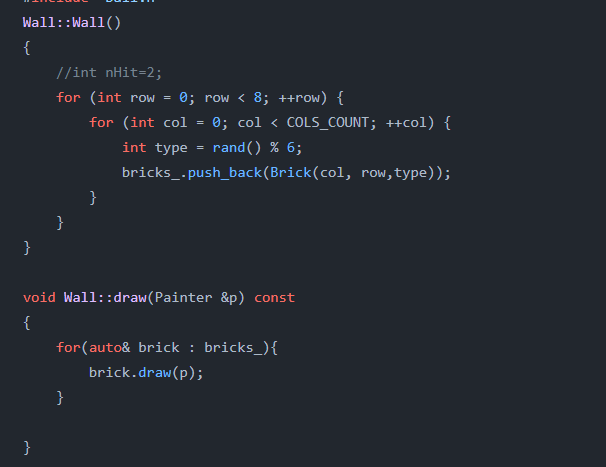 Wall::Wall()
{
    //int nHit=2;
    for (int row = 0; row < 8; ++row) {
        for (int col = 0; col < COLS_COUNT; ++col) {
            int type = rand() % 6;
            bricks_.push_back(Brick(col, row,type));
        }
    }
}

void Wall::draw(Painter &p) const
{
    for(auto& brick : bricks_){
        brick.draw(p);
    }

}